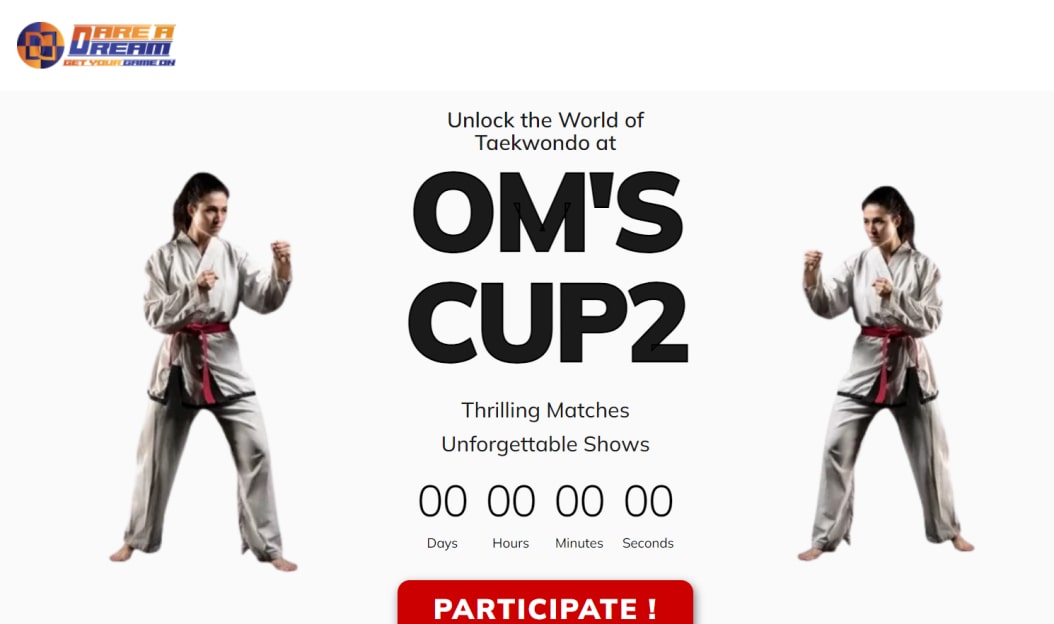 DARE A
DREAM
GET YOUR GAME ON
Unlock the World of
Taekwondo at
OM'S
CUP2
Thrilling Matches
Unforgettable Shows
00 00 00 00
Days Hours Minutes Seconds
PARTICIPATE !